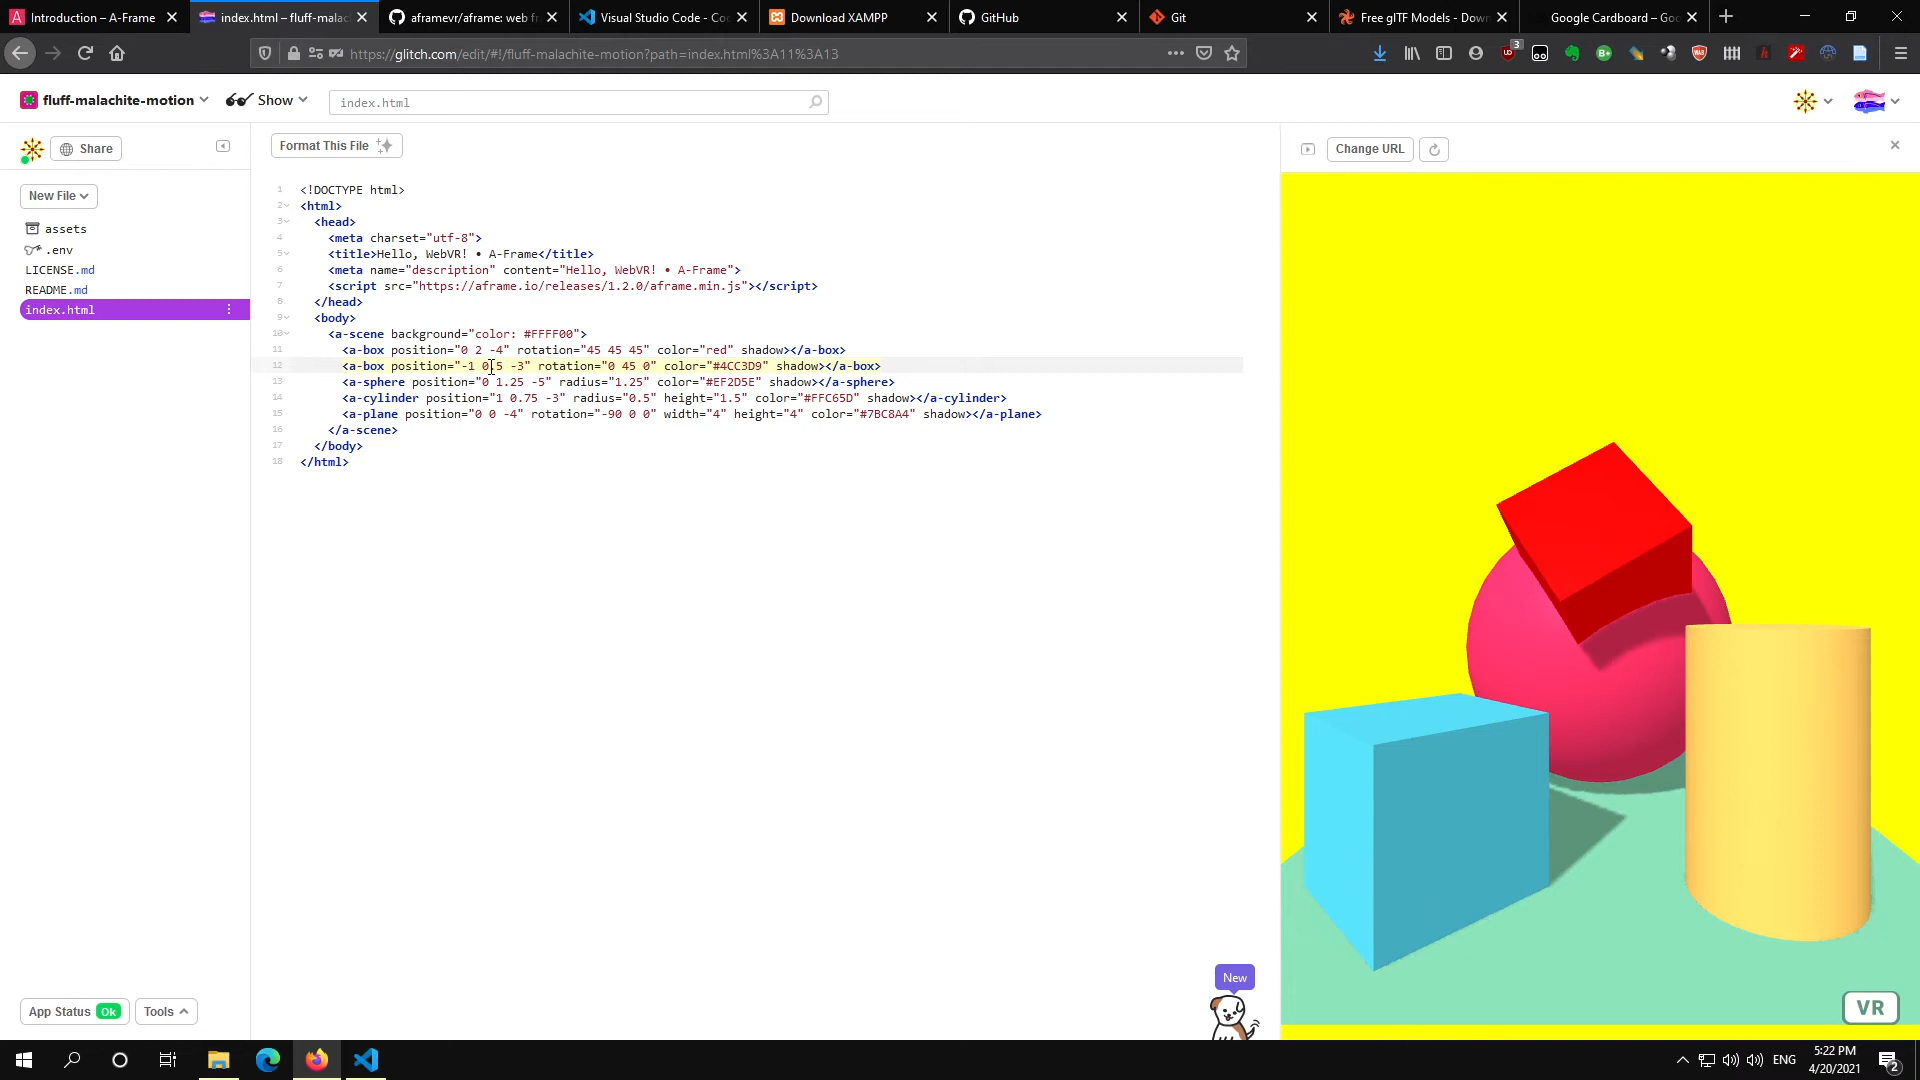 Introduction – A-Frame
index.html – fluff-malac
aframevr/aframe: web fr
Visual Studio Code - Co
Download XAMPP
GitHub
Git
Free glTF Models - Down
Google Cardboard – Goo
https://glitch.com/edit/#!/fluff-malachite-motion?path=index.html%3A11%3A13
3
fluff-malachite-motion
Show
index.html
Share
Format This File
Change URL
New File
assets
.env
LICENSE.md
README.md
index.html
1 <!DOCTYPE html>
2 <html>
3 <head>
4 <meta charset="utf-8">
5 <title>Hello, WebVR! • A-Frame</title>
6 <meta name="description" content="Hello, WebVR! • A-Frame">
7 <script src="https://aframe.io/releases/1.2.0/aframe.min.js"></script>
8 </head>
9 <body>
10 <a-scene background="color: #FFFF00">
11 <a-box position="0 2 -4" rotation="45 45 45" color="red" shadow></a-box>
12 <a-box position="-1 0.5 -3" rotation="0 45 0" color="#4CC3D9" shadow></a-box>
13 <a-sphere position="0 1.25 -5" radius="1.25" color="#EF2D5E" shadow></a-sphere>
14 <a-cylinder position="1 0.75 -3" radius="0.5" height="1.5" color="#FFC65D" shadow></a-cylinder>
15 <a-plane position="0 0 -4" rotation="-90 0 0" width="4" height="4" color="#7BC8A4" shadow></a-plane>
16 </a-scene>
17 </body>
18 </html>
New
VR
App Status Ok
Tools
ENG
5:22 PM
4/20/2021
2